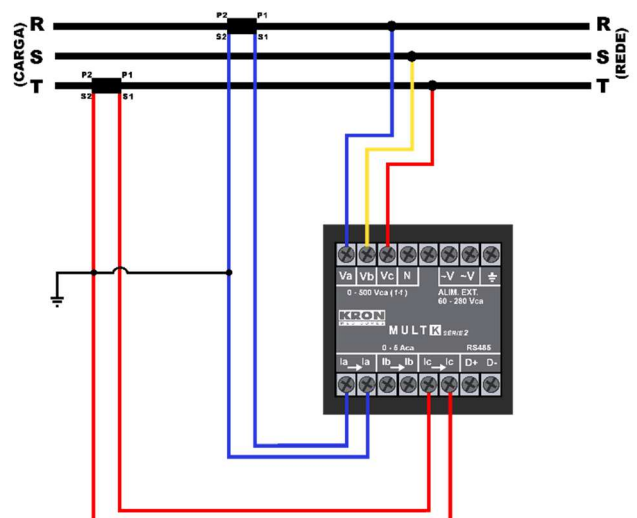 P2 P1
R R
S2 S1
(CARGA) S S (REDE)
P2 P1
T T
S2 S1
Va Vb Vc N ~V ~V
0 - 500 Vca ( f-f ) ALIM. EXT.
60 - 280 Vca
KRON
MULT K SÉRIE 2
0 - 5 Aca RS485
Ia → Ia Ib → Ib Ic → Ic D+ D-